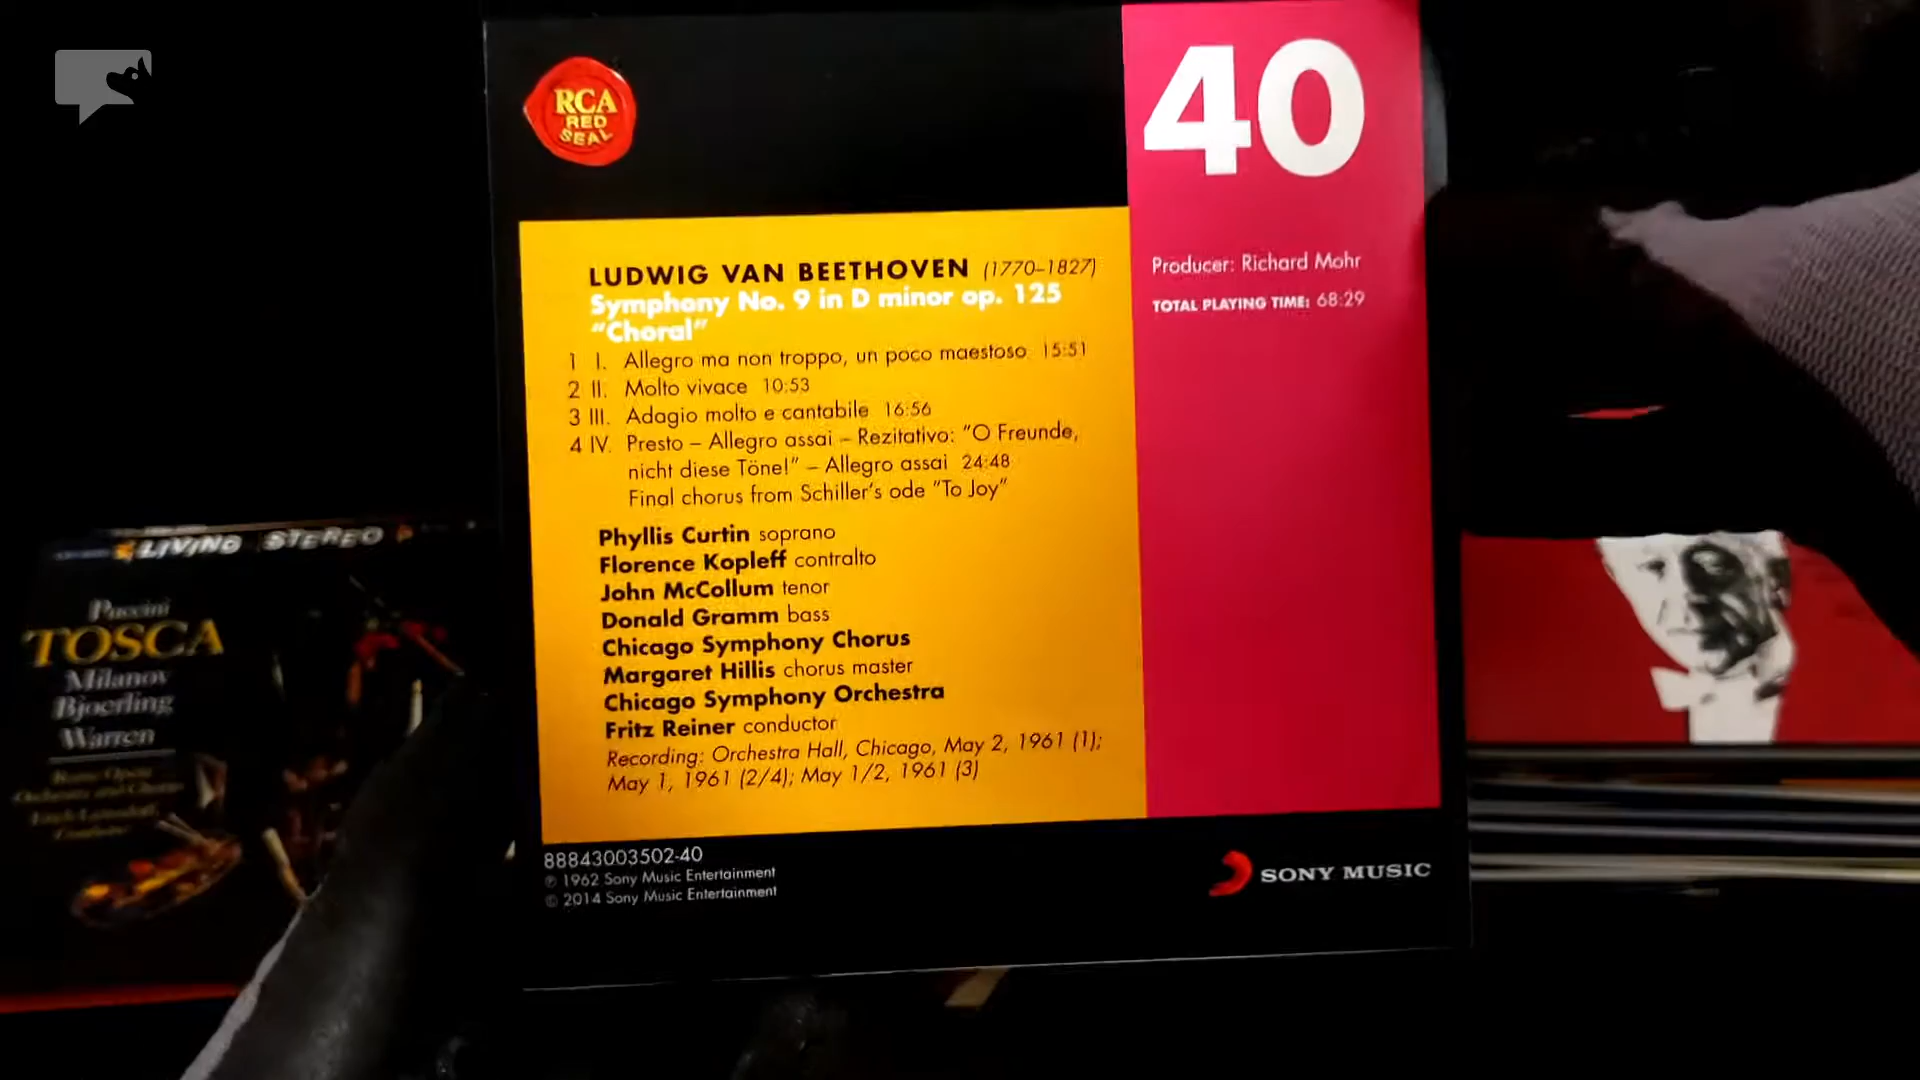 RCA
RED
SEAL
40
LUDWIG VAN BEETHOVEN (1770–1827)
Symphony No. 9 in D minor op. 125
“Choral”
1 I. Allegro ma non troppo, un poco maestoso 15:51
2 II. Molto vivace 10:53
3 III. Adagio molto e cantabile 16:56
4 IV. Presto – Allegro assai – Rezitativo: “O Freunde,
nicht diese Töne!” – Allegro assai 24:48
Final chorus from Schiller’s ode “To Joy”
Phyllis Curtin soprano
Florence Kopleff contralto
John McCollum tenor
Donald Gramm bass
Chicago Symphony Chorus
Margaret Hillis chorus master
Chicago Symphony Orchestra
Fritz Reiner conductor
Recording: Orchestra Hall, Chicago, May 2, 1961 (1);
May 1, 1961 (2/4); May 1/2, 1961 (3)
Producer: Richard Mohr
TOTAL PLAYING TIME: 68:29
88843003502-40
℗ 1962 Sony Music Entertainment
© 2014 Sony Music Entertainment
SONY MUSIC
LIVING STEREO
Puccini
TOSCA
Milanov
Bjoerling
Warren